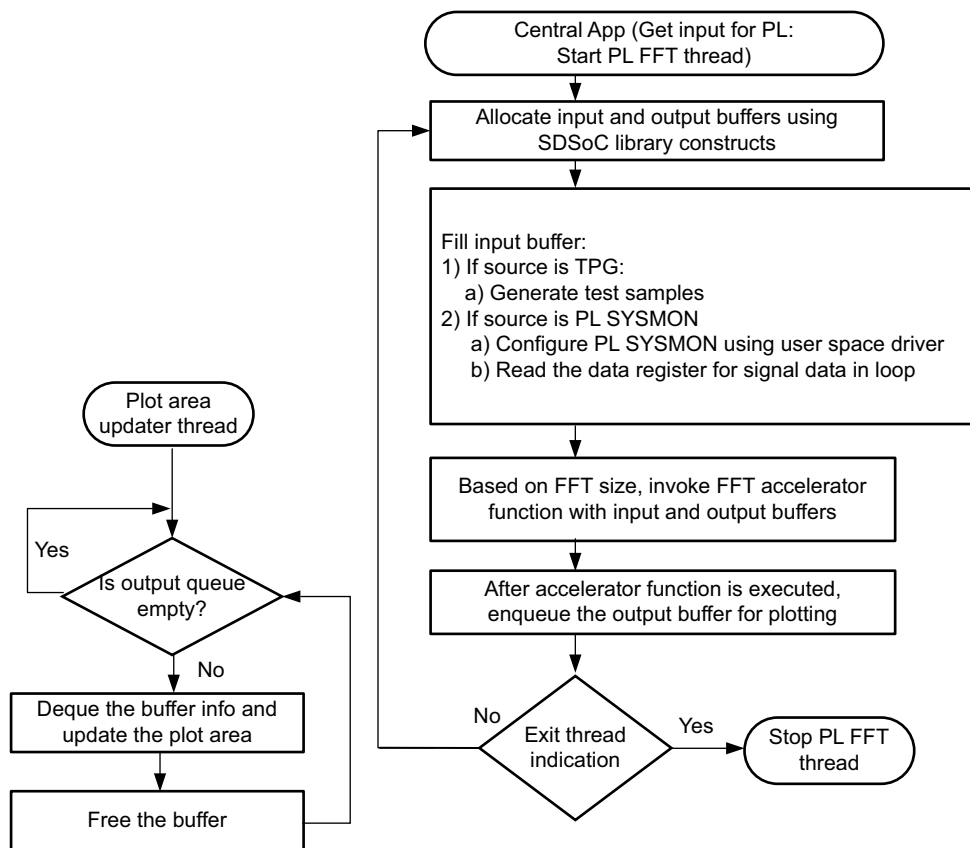 Central App (Get input for PL:
Start PL FFT thread)
Allocate input and output buffers using
SDSoC library constructs
Fill input buffer:
1) If source is TPG:
a) Generate test samples
2) If source is PL SYSMON
a) Configure PL SYSMON using user space driver
b) Read the data register for signal data in loop
Based on FFT size, invoke FFT accelerator
function with input and output buffers
After accelerator function is executed,
enqueue the output buffer for plotting
Exit thread
indication
No
Yes
Stop PL FFT
thread
Plot area
updater thread
Yes
Is output queue
empty?
No
Deque the buffer info and
update the plot area
Free the buffer